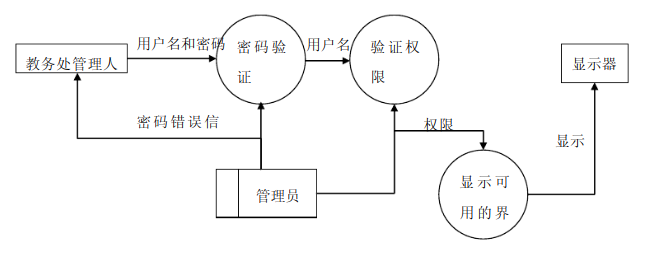 用户名和密码
密码验
证
用户名
验证权
限
教务处管理人
显示器
密码错误信
权限
显示
管理员
显示可
用的界